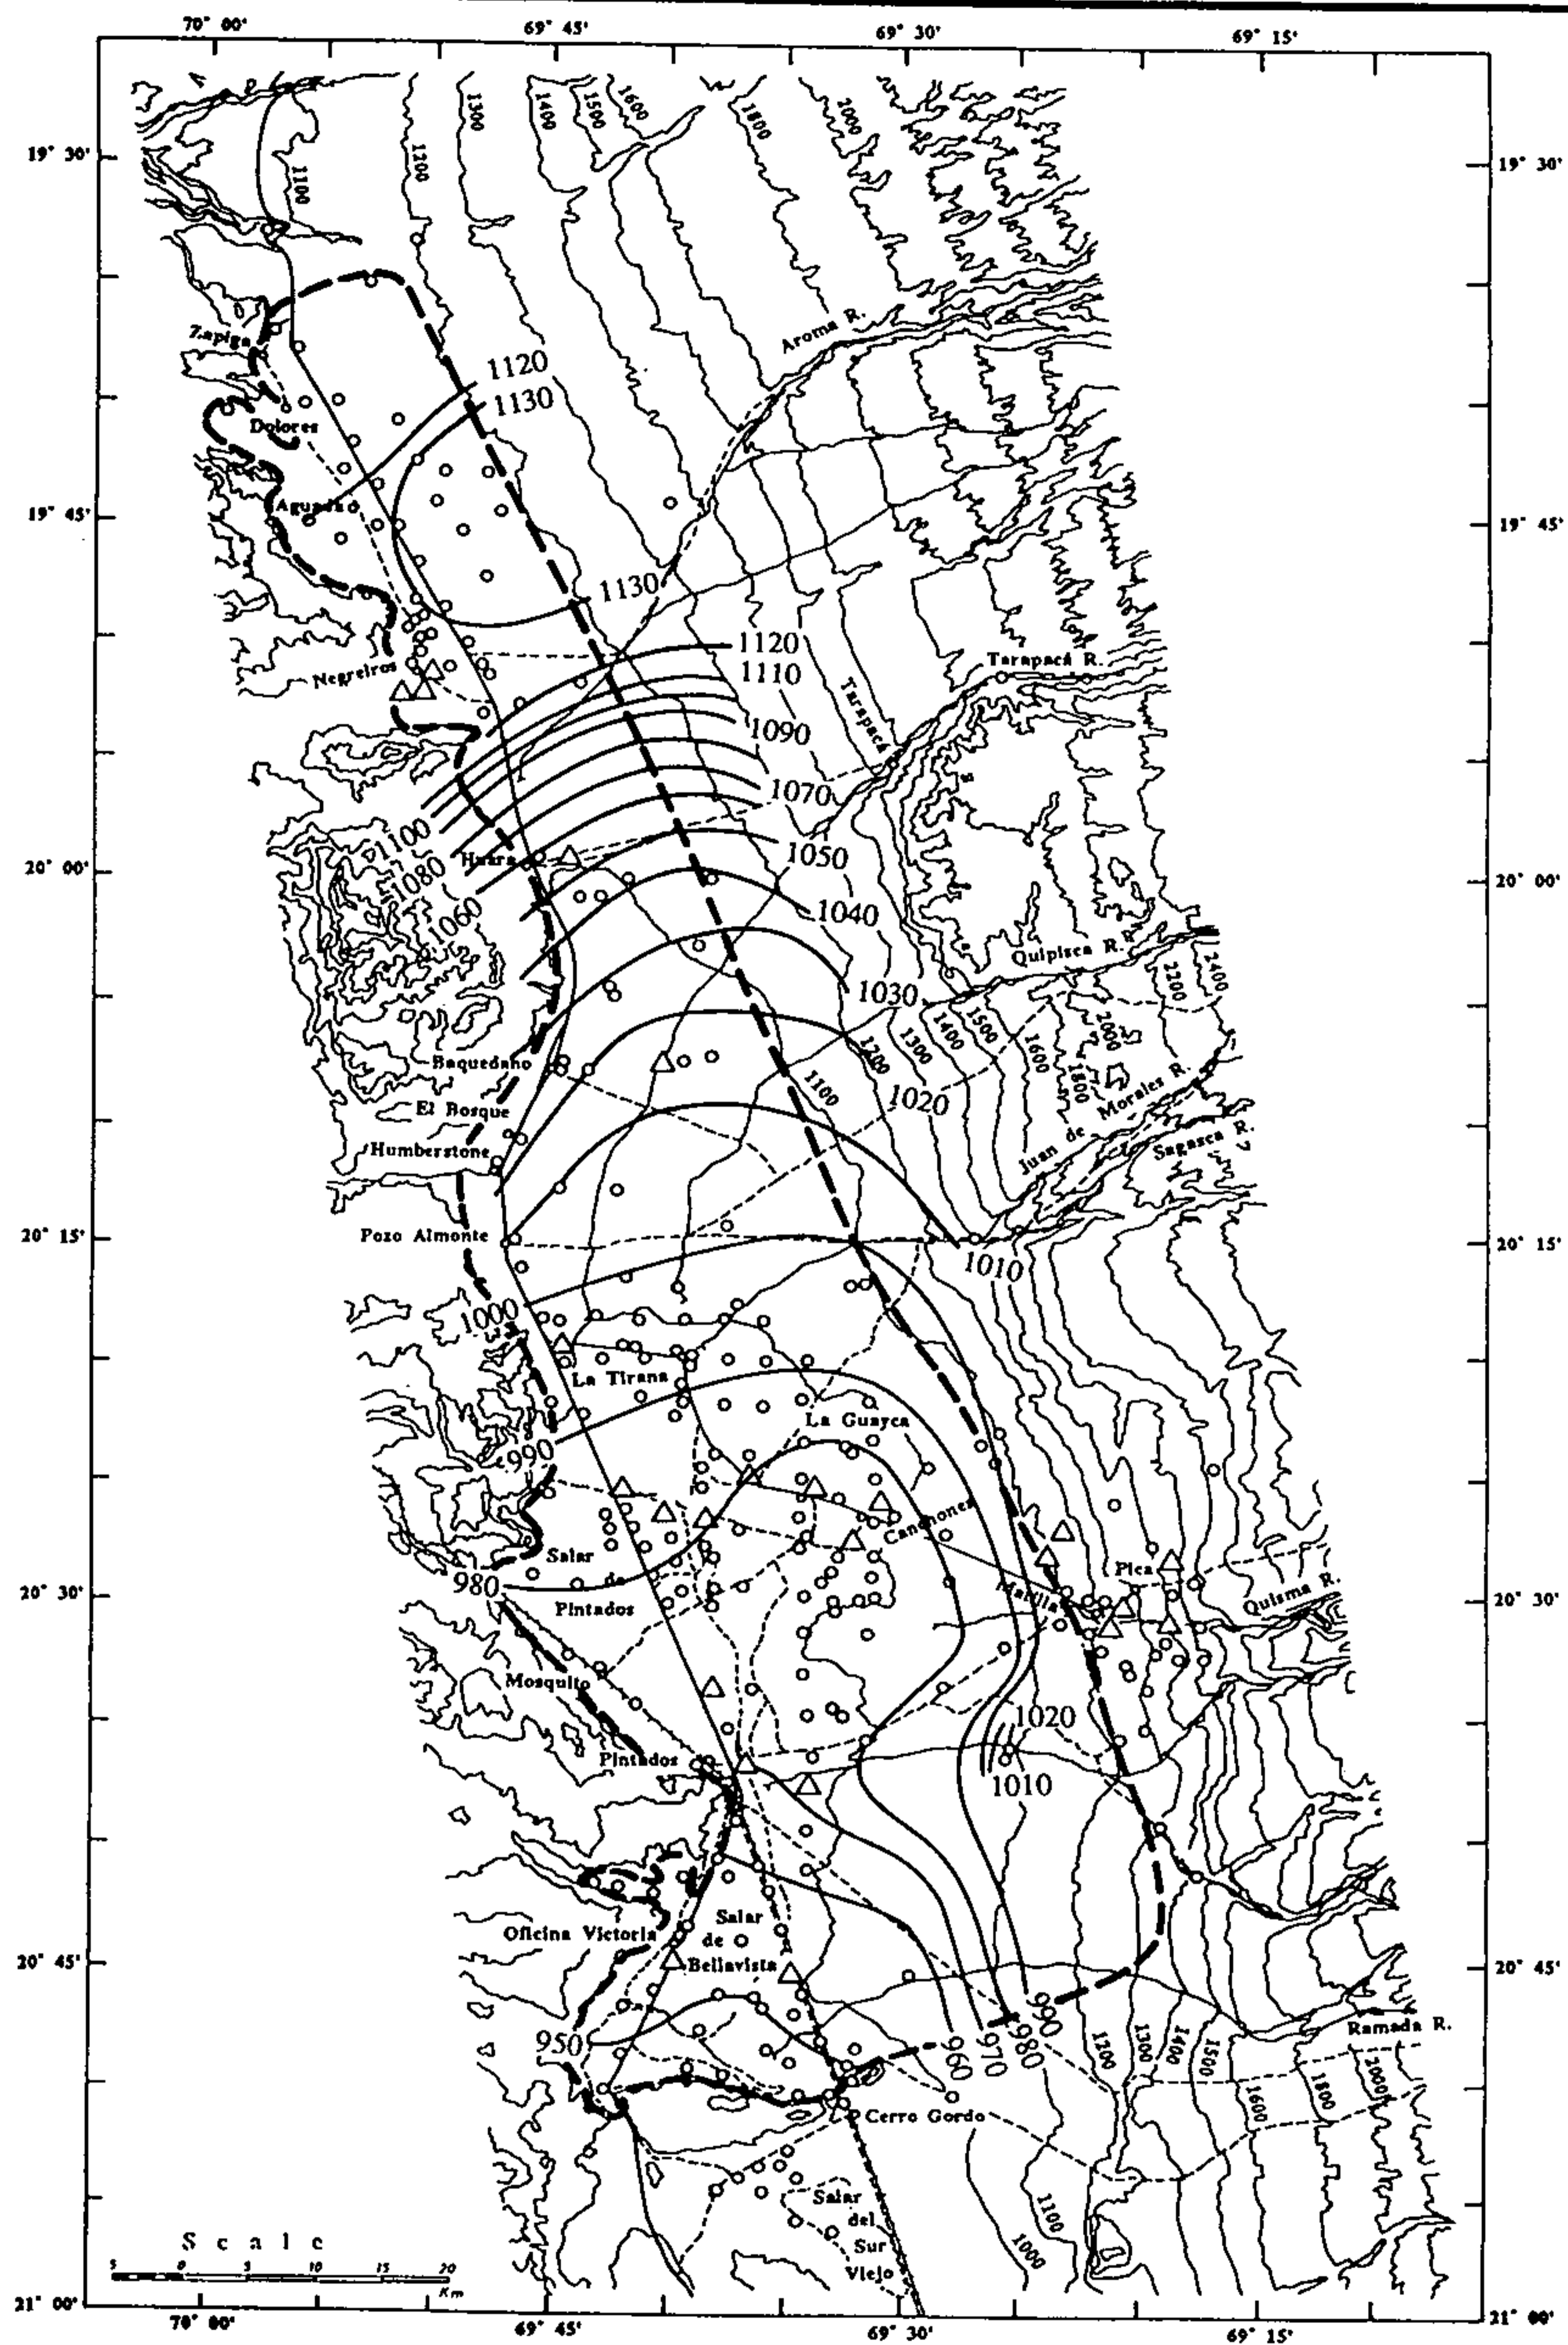 70° 00'
69° 45'
69° 30'
69° 15'
1300
1400
1500
1600
1800
2000
19° 30'
1200
1100
19° 30'
Aroma R.
Zapiga
1120
1130
Dolores
19° 45'
19° 45'
1130
1120
Tarapacá R.
Negreiros
1110
Tarapacá
1090
1070
1100
1050
20° 00'
Huara
1080
20° 00'
1060
1040
Quipisca R.
2200
2400
1030
1500
1400
1300
2000
1600
1200
Baquedano
1800
1100
1020
El Bosque
Juan de Morales R.
Humberstone
Sagasca R.
20° 15'
Pozo Almonte
20° 15'
1010
1000
La Tirana
La Guayca
990
Canchones
Salar
de
Pintados
Pica
980
20° 30'
Matilla
Quisma R.
20° 30'
Mosquito
1020
Pintados
1010
Oficina Victoria
Salar
de
Bellavista
20° 45'
20° 45'
990
Ramada R.
950
960
970
980
1200
1300
1400
1500
1600
1800
2000
Cerro Gordo
Salar
del
Sur
Viejo
1100
1000
Scale
5 0 5 10 15 20
Km
21° 00'
21° 00'
70° 00'
69° 45'
69° 30'
69° 15'